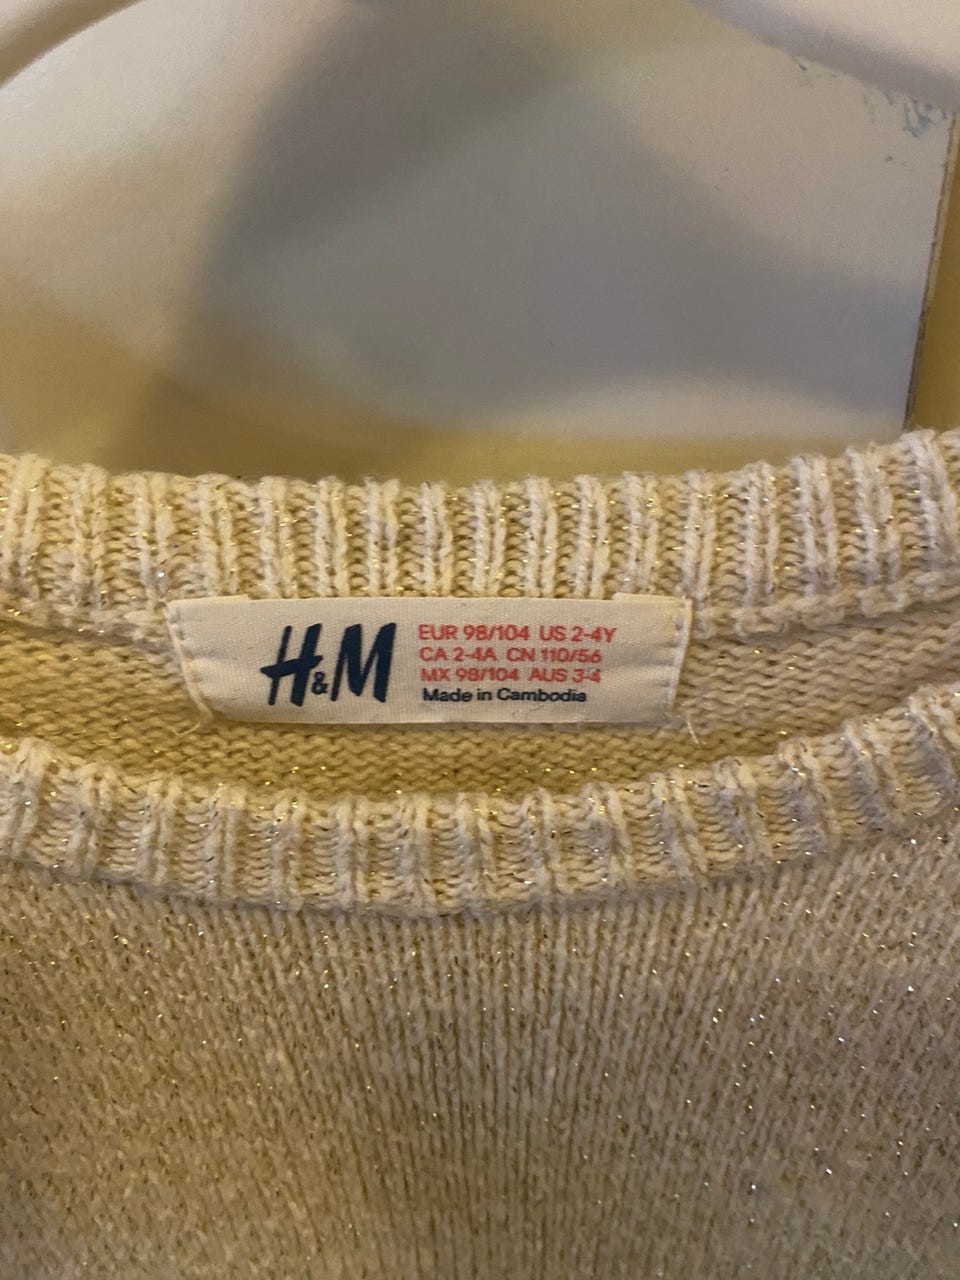 H&M
EUR 98/104 US 2-4Y
CA 2-4A CN 110/56
MX 98/104 AUS 3-4
Made in Cambodia